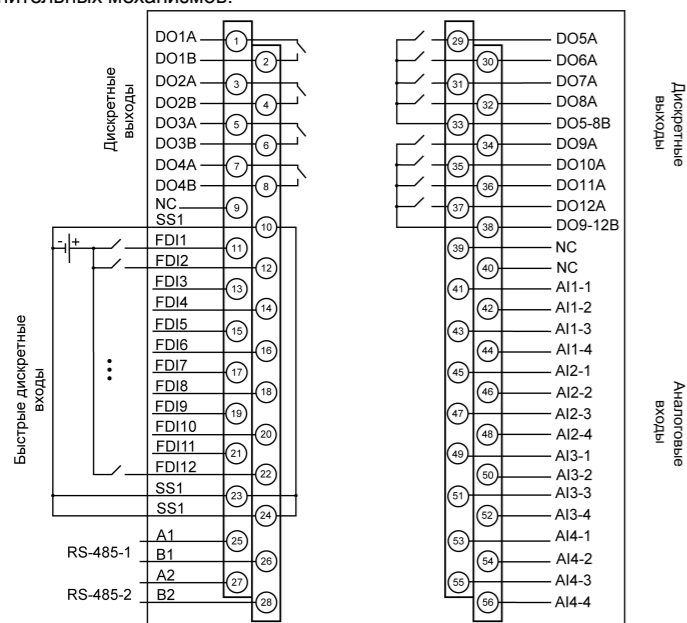 нительных механизмов.
Дискретные
выходы
DO1A 1
DO1B 2
DO2A 3
DO2B 4
DO3A 5
DO3B 6
DO4A 7
DO4B 8
NC 9
SS1 10
- +
Быстрые дискретные
входы
FDI1 11
FDI2 12
FDI3 13
FDI4 14
FDI5 15
FDI6 16
FDI7 17
FDI8 18
FDI9 19
FDI10 20
FDI11 21
FDI12 22
SS1 23
SS1 24
RS-485-1
A1 25
B1 26
RS-485-2
A2 27
B2 28
29 DO5A
30 DO6A
31 DO7A
32 DO8A
33 DO5-8B
34 DO9A
35 DO10A
36 DO11A
37 DO12A
38 DO9-12B
Дискретные
выходы
39 NC
40 NC
41 AI1-1
42 AI1-2
43 AI1-3
44 AI1-4
45 AI2-1
46 AI2-2
47 AI2-3
48 AI2-4
49 AI3-1
50 AI3-2
51 AI3-3
52 AI3-4
53 AI4-1
54 AI4-2
55 AI4-3
56 AI4-4
Аналоговые
входы